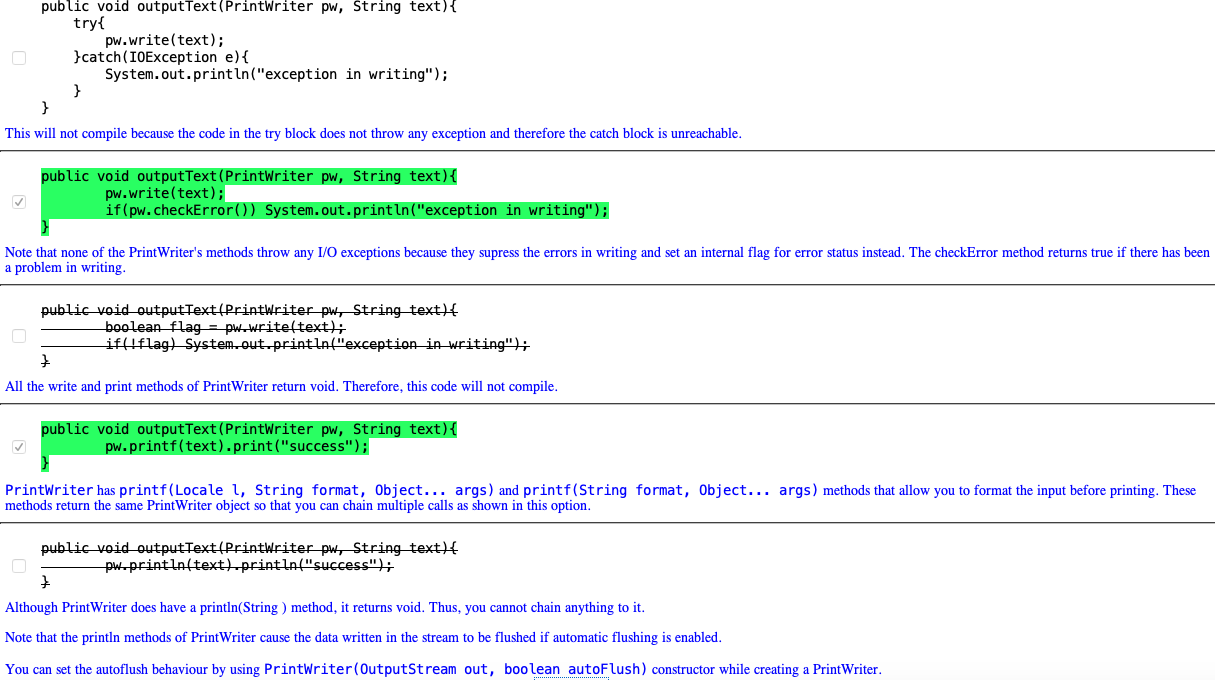 public void outputText(PrintWriter pw, String text){
try{
pw.write(text);
}catch(IOException e){
System.out.println("exception in writing");
}
}
This will not compile because the code in the try block does not throw any exception and therefore the catch block is unreachable.
public void outputText(PrintWriter pw, String text){
pw.write(text);
if(pw.checkError()) System.out.println("exception in writing");
}
Note that none of the PrintWriter's methods throw any I/O exceptions because they supress the errors in writing and set an internal flag for error status instead. The checkError method returns true if there has been
a problem in writing.
public void outputText(PrintWriter pw, String text){
boolean flag = pw.write(text);
if(!flag) System.out.println("exception in writing");
}
All the write and print methods of PrintWriter return void. Therefore, this code will not compile.
public void outputText(PrintWriter pw, String text){
pw.printf(text).print("success");
}
PrintWriter has printf(Locale l, String format, Object... args) and printf(String format, Object... args) methods that allow you to format the input before printing. These
methods return the same PrintWriter object so that you can chain multiple calls as shown in this option.
public void outputText(PrintWriter pw, String text){
pw.println(text).println("success");
}
Although PrintWriter does have a println(String ) method, it returns void. Thus, you cannot chain anything to it.
Note that the println methods of PrintWriter cause the data written in the stream to be flushed if automatic flushing is enabled.
You can set the autoflush behaviour by using PrintWriter(OutputStream out, boolean autoFlush) constructor while creating a PrintWriter.